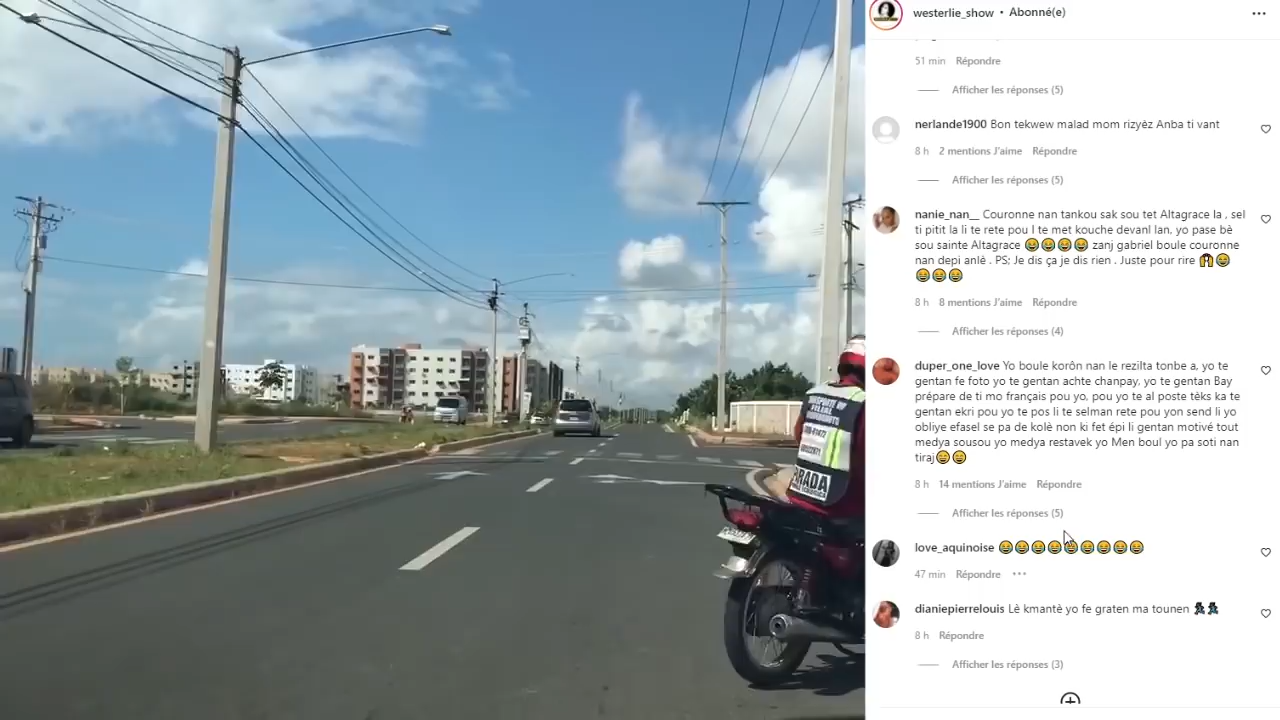 westerlie_show • Abonné(e)
51 min Répondre
Afficher les réponses (5)
nerlande1900 Bon tekwew malad mom rizyèz Anba ti vant
8 h 2 mentions J'aime Répondre
Afficher les réponses (5)
nanie_nan__ Couronne nan tankou sak sou tet Altagrace la , sel
ti pitit la li te rete pou l te met kouche devanl lan, yo pase bè
sou sainte Altagrace 😂😂😂😂 zanj gabriel boule couronne
nan depi anlè . PS; Je dis ça je dis rien . Juste pour rire 🙌😂
😂😂😂
8 h 8 mentions J'aime Répondre
Afficher les réponses (4)
duper_one_love Yo boule korôn nan le rezilta tonbe a, yo te
gentan fe foto yo te gentan achte chanpay, yo te gentan Bay
prépare de ti mo français pou yo, pou yo te al poste tèks ka te
gentan ekri pou yo te pos li te selman rete pou yon send li yo
obliye efasel se pa de kolè non ki fet épi li gentan motivé tout
medya sousou yo medya restavek yo Men boul yo pa soti nan
tiraj😂😂
8 h 14 mentions J'aime Répondre
Afficher les réponses (5)
love_aquinoise 😂😂😂😂😂😂😂😂😂
47 min Répondre
Lè kmantè yo fe graten ma tounen
dianiepierrelouis
8 h Répondre
Afficher les réponses (3)
PARADA